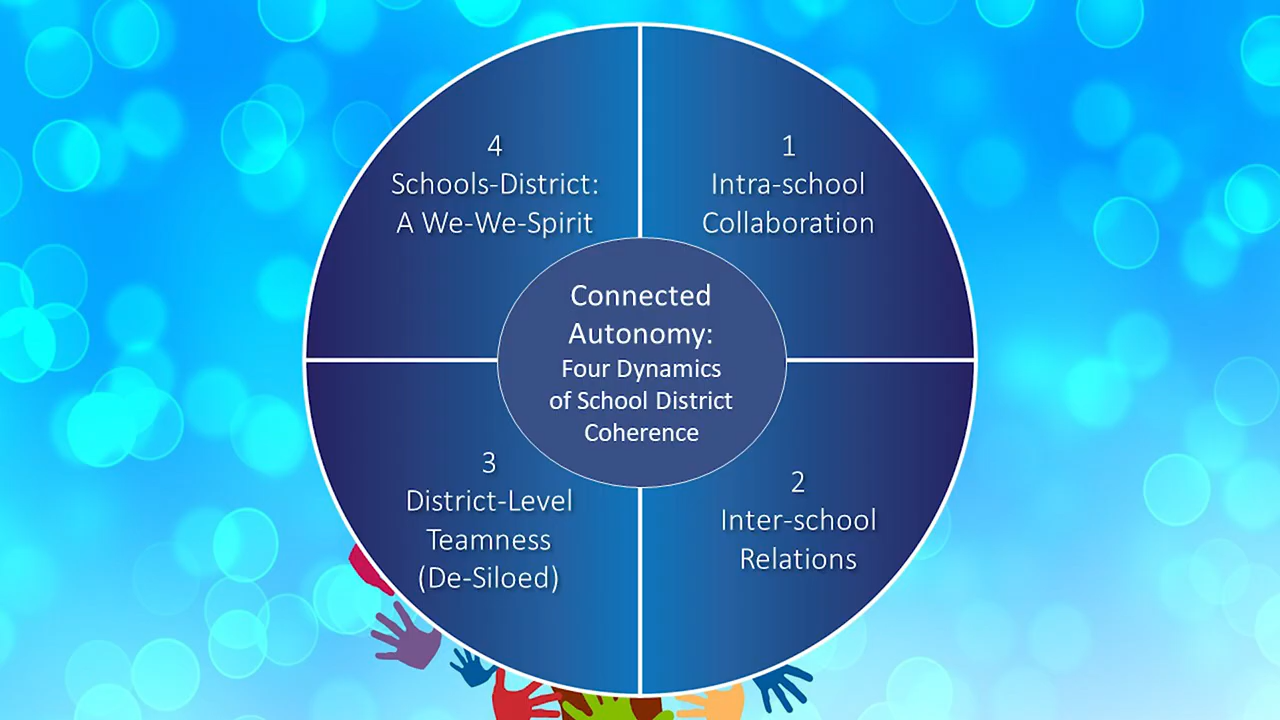 4
Schools-District:
A We-We-Spirit
1
Intra-school
Collaboration
Connected
Autonomy:
Four Dynamics
of School District
Coherence
3
District-Level
Teamness
(De-Siloed)
2
Inter-school
Relations